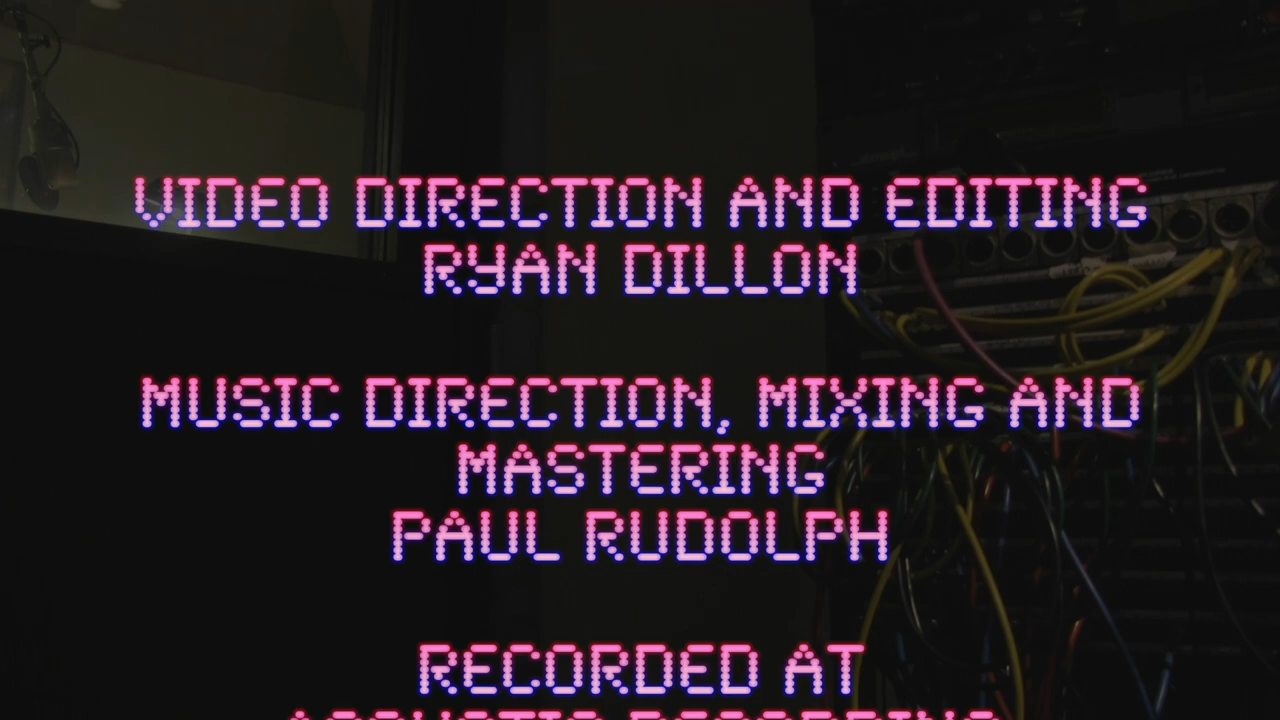 VIDEO DIRECTION AND EDITING
RYAN DILLON
MUSIC DIRECTION, MIXING AND
MASTERING
PAUL RUDOLPH
RECORDED AT